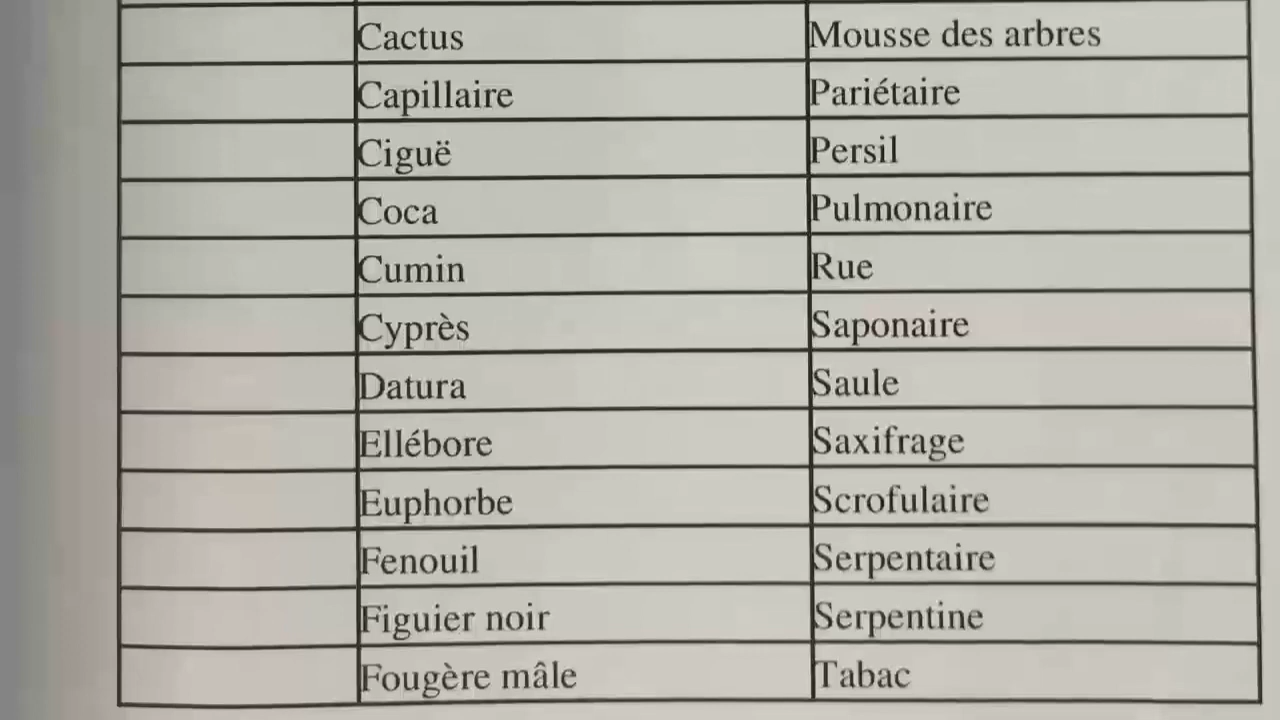 Cactus Mousse des arbres
Capillaire Pariétaire
Ciguë Persil
Coca Pulmonaire
Cumin Rue
Cyprès Saponaire
Datura Saule
Ellébore Saxifrage
Euphorbe Scrofulaire
Fenouil Serpentaire
Figuier noir Serpentine
Fougère mâle Tabac